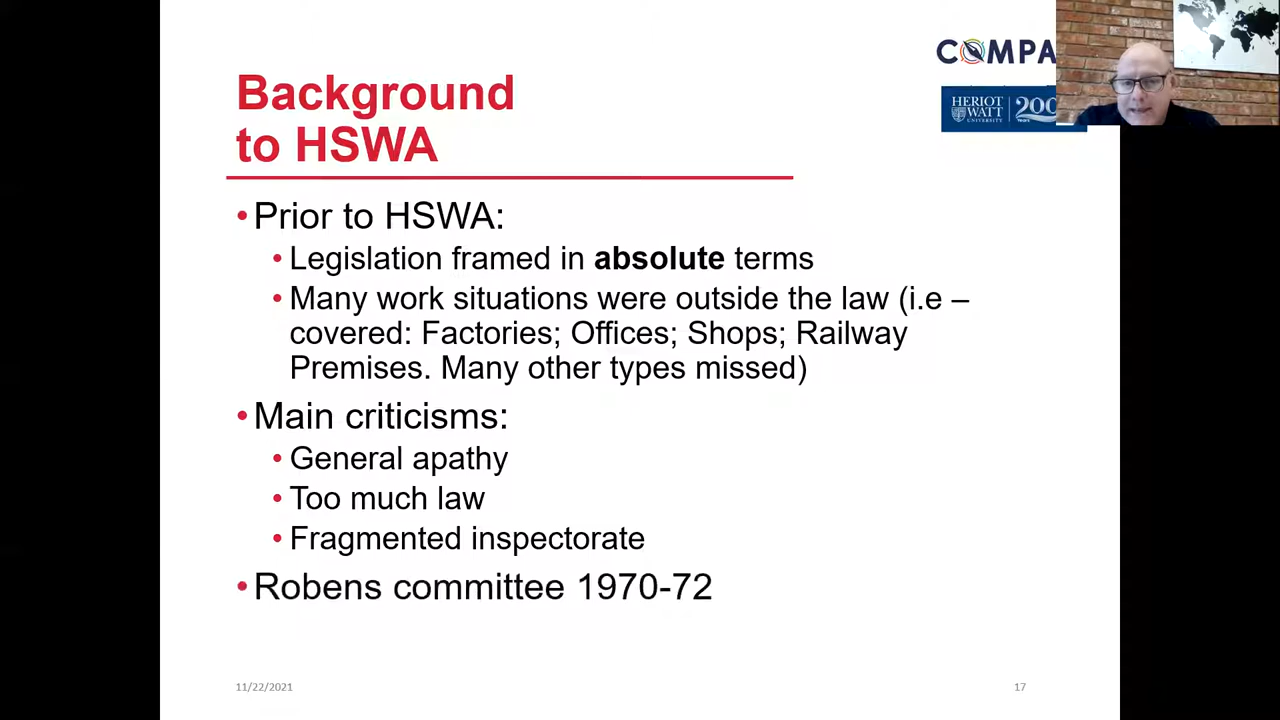 COMPA
HERIOT
WATT
UNIVERSITY
200
YEARS
Background
to HSWA
•Prior to HSWA:
•Legislation framed in absolute terms
•Many work situations were outside the law (i.e –
covered: Factories; Offices; Shops; Railway
Premises. Many other types missed)
•Main criticisms:
•General apathy
•Too much law
•Fragmented inspectorate
•Robens committee 1970-72
11/22/2021
17